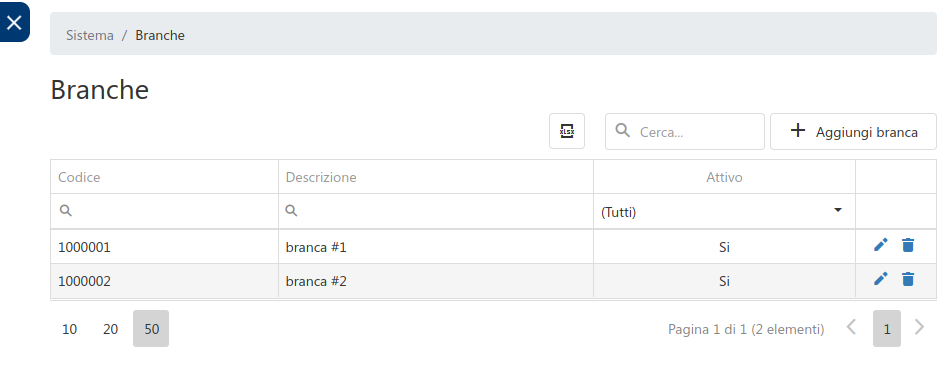 Sistema / Branche
Branche
xlsx Cerca... Aggiungi branca
Codice Descrizione Attivo
(Tutti)
1000001 branca #1 Si
1000002 branca #2 Si
10 20 50 Pagina 1 di 1 (2 elementi) 1